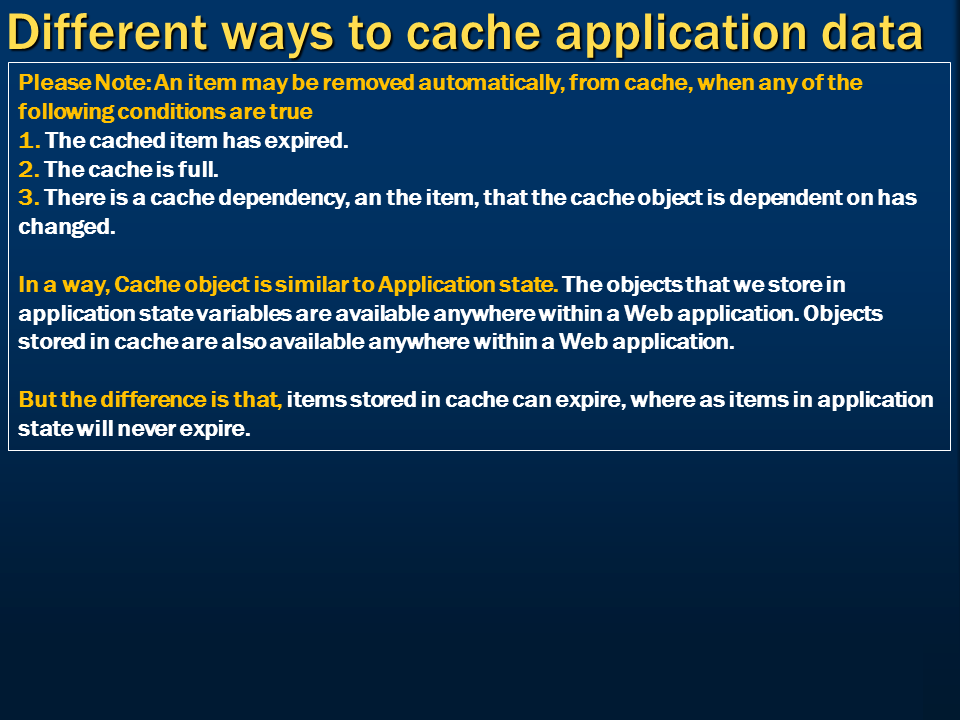 Different ways to cache application data
Please Note: An item may be removed automatically, from cache, when any of the
following conditions are true
1. The cached item has expired.
2. The cache is full.
3. There is a cache dependency, an the item, that the cache object is dependent on has
changed.
In a way, Cache object is similar to Application state. The objects that we store in
application state variables are available anywhere within a Web application. Objects
stored in cache are also available anywhere within a Web application.
But the difference is that, items stored in cache can expire, where as items in application
state will never expire.